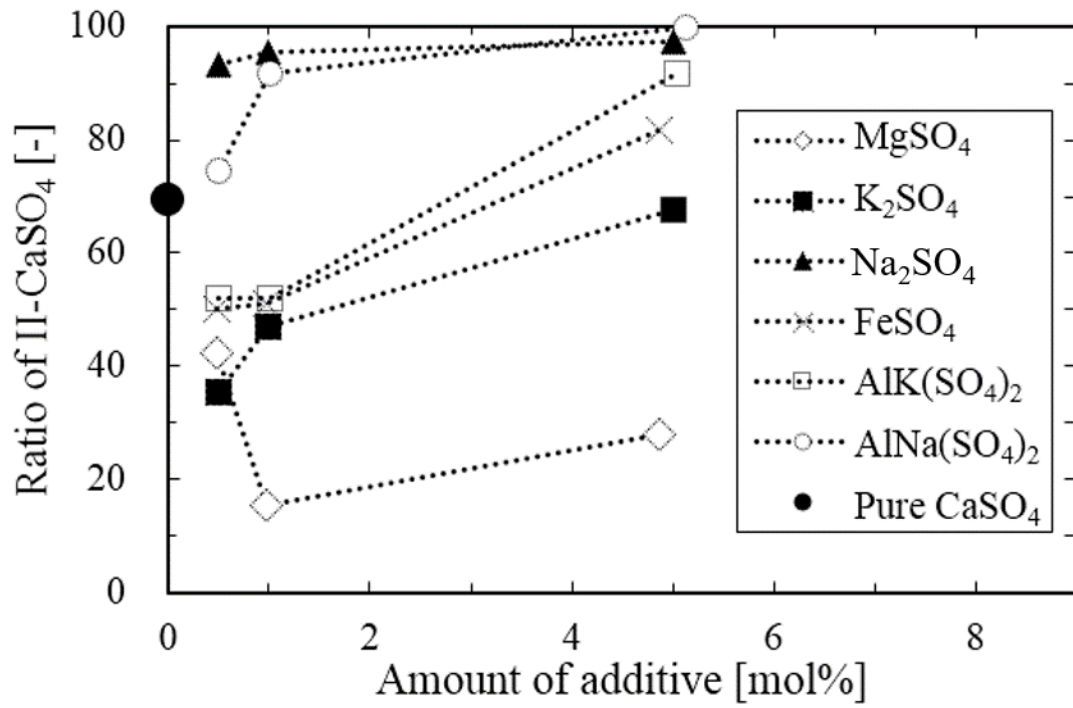 Ratio of II-CaSO₄ [-]
100
80
60
40
20
0
0
2
4
6
8
Amount of additive [mol%]
MgSO₄
K₂SO₄
Na₂SO₄
FeSO₄
AlK(SO₄)₂
AlNa(SO₄)₂
Pure CaSO₄